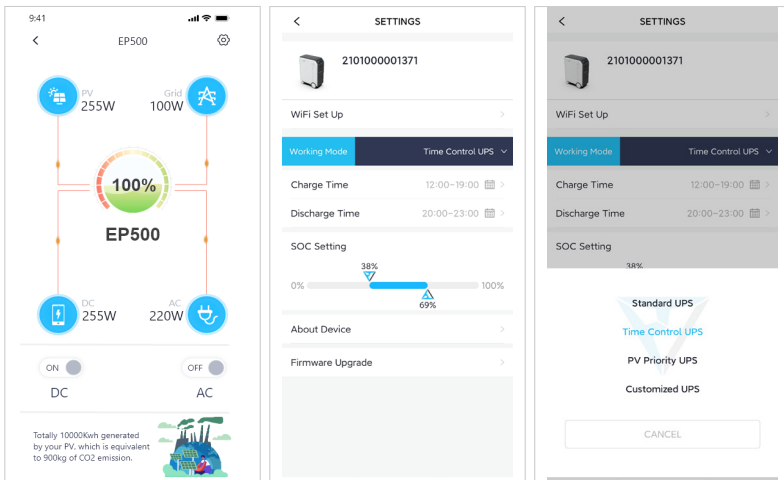 9:41
EP500
PV
255W
Grid
100W
100%
EP500
DC
255W
AC
220W
ON
OFF
DC
AC
Totally 10000Kwh generated
by your PV, which is equivalent
to 900kg of CO2 emission.
SETTINGS
2101000001371
WiFi Set Up
Working Mode
Time Control UPS
Charge Time
12:00-19:00
Discharge Time
20:00-23:00
SOC Setting
38%
0%
100%
69%
About Device
Firmware Upgrade
SETTINGS
2101000001371
WiFi Set Up
Working Mode
Time Control UPS
Charge Time
12:00-19:00
Discharge Time
20:00-23:00
SOC Setting
38%
Standard UPS
Time Control UPS
PV Priority UPS
Customized UPS
CANCEL